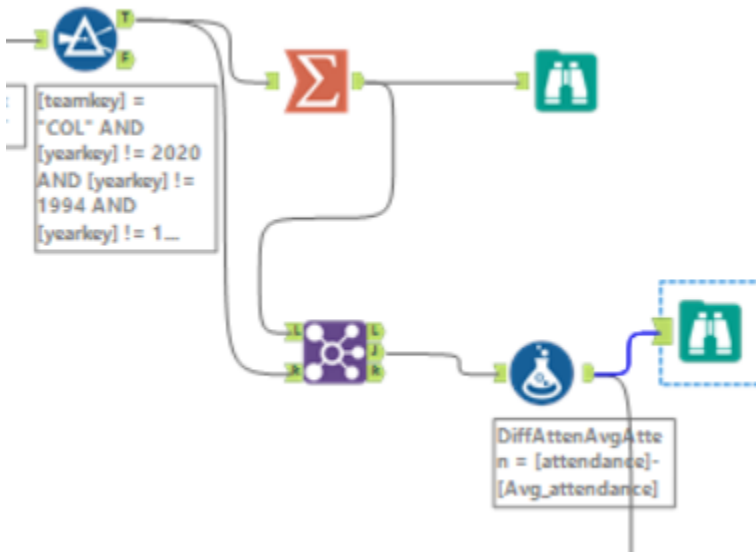 T
F
[teamkey] =
"COL" AND
[yearkey] != 2020
AND [yearkey] !=
1994 AND
[yearkey] != 1...
L
L
J
R
R
DiffAttenAvgAtte
n = [attendance]-
[Avg_attendance]